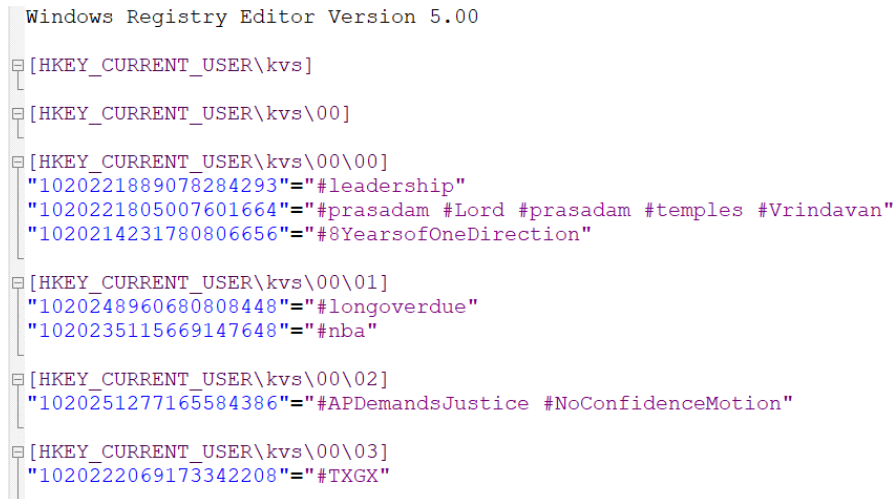 Windows Registry Editor Version 5.00
[HKEY_CURRENT_USER\kvs]
[HKEY_CURRENT_USER\kvs\00]
[HKEY_CURRENT_USER\kvs\00\00]
"1020221889078284293"="#leadership"
"1020221805007601664"="#prasadam #Lord #prasadam #temples #Vrindavan"
"1020214231780806656"="#8YearsofOneDirection"
[HKEY_CURRENT_USER\kvs\00\01]
"1020248960680808448"="#longoverdue"
"1020235115669147648"="#nba"
[HKEY_CURRENT_USER\kvs\00\02]
"1020251277165584386"="#APDemandsJustice #NoConfidenceMotion"
[HKEY_CURRENT_USER\kvs\00\03]
"1020222069173342208"="#TXGX"